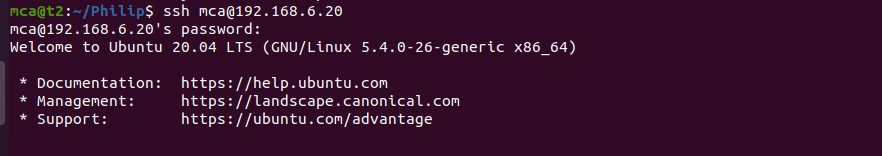 mca@t2:~/Philip$ ssh mca@192.168.6.20
mca@192.168.6.20's password:
Welcome to Ubuntu 20.04 LTS (GNU/Linux 5.4.0-26-generic x86_64)
* Documentation:  https://help.ubuntu.com
* Management:     https://landscape.canonical.com
* Support:        https://ubuntu.com/advantage